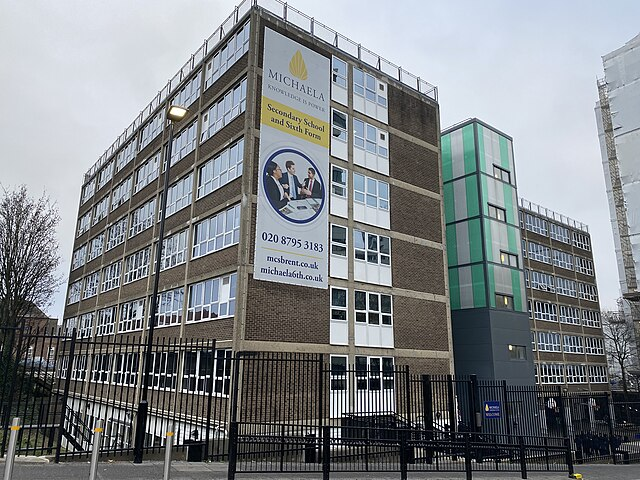 MICHAELA
KNOWLEDGE IS POWER
Secondary School
and Sixth Form
020 8795 3183
mcsbrent.co.uk
michaela6th.co.uk